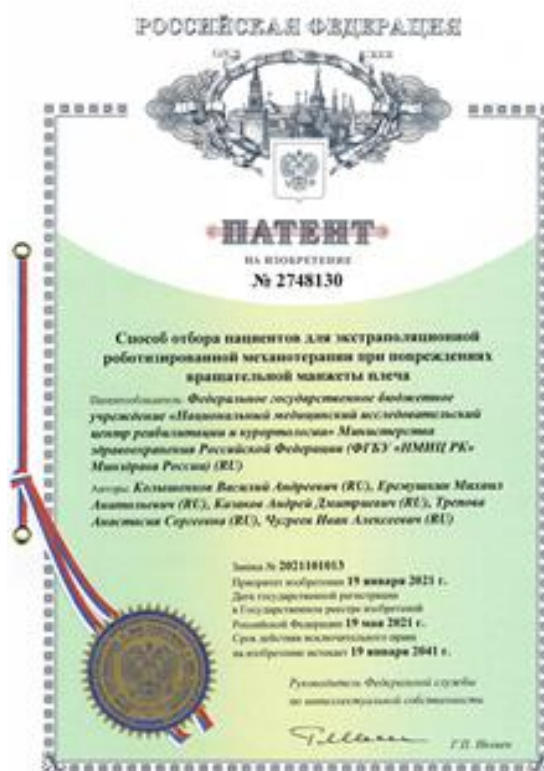 РОССИЙСКАЯ ФЕДЕРАЦИЯ
ПАТЕНТ
НА ИЗОБРЕТЕНИЕ
№ 2748130
Способ отбора пациентов для экстраполяционной
роботизированной механотерапии при повреждениях
вращательной манжеты плеча
Патентообладатель: Федеральное государственное бюджетное
учреждение «Национальный медицинский исследовательский
центр реабилитации и курортологии» Министерства
здравоохранения Российской Федерации (ФГБУ «НМИЦ РК»
Минздрава России) (RU)
Авторы: Колышенков Василий Андреевич (RU), Еремушкин Михаил
Анатольевич (RU), Казаков Андрей Дмитриевич (RU), Трепова
Анастасия Сергеевна (RU), Чугреев Иван Алексеевич (RU)
Заявка № 2021101013
Приоритет изобретения 19 января 2021 г.
Дата государственной регистрации
в Государственном реестре изобретений
Российской Федерации 19 мая 2021 г.
Срок действия исключительного права
на изобретение истекает 19 января 2041 г.
Руководитель Федеральной службы
по интеллектуальной собственности
Г.П. Ивлиев